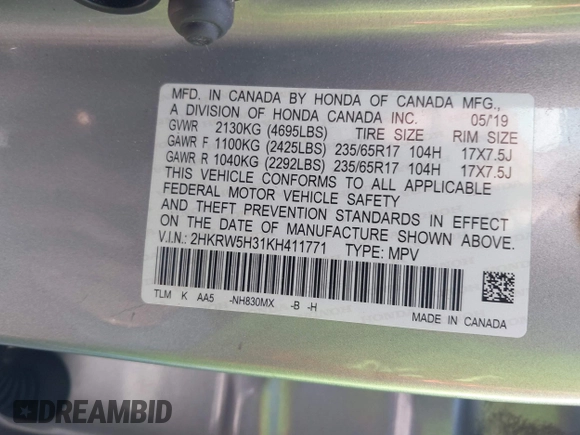 MFD. IN CANADA BY HONDA OF CANADA MFG.,
A DIVISION OF HONDA CANADA INC. 05/19
GVWR 2130KG (4695LBS) TIRE SIZE RIM SIZE
GAWR F 1100KG (2425LBS) 235/65R17 104H 17X7.5J
GAWR R 1040KG (2292LBS) 235/65R17 104H 17X7.5J
THIS VEHICLE CONFORMS TO ALL APPLICABLE
FEDERAL MOTOR VEHICLE SAFETY
AND THEFT PREVENTION STANDARDS IN EFFECT
ON THE DATE OF MANUFACTURE SHOWN ABOVE.
V.I.N.: 2HKRW5H31KH411771 TYPE: MPV
TLM K AA5 -NH830MX -B -H
MADE IN CANADA
DREAMBID